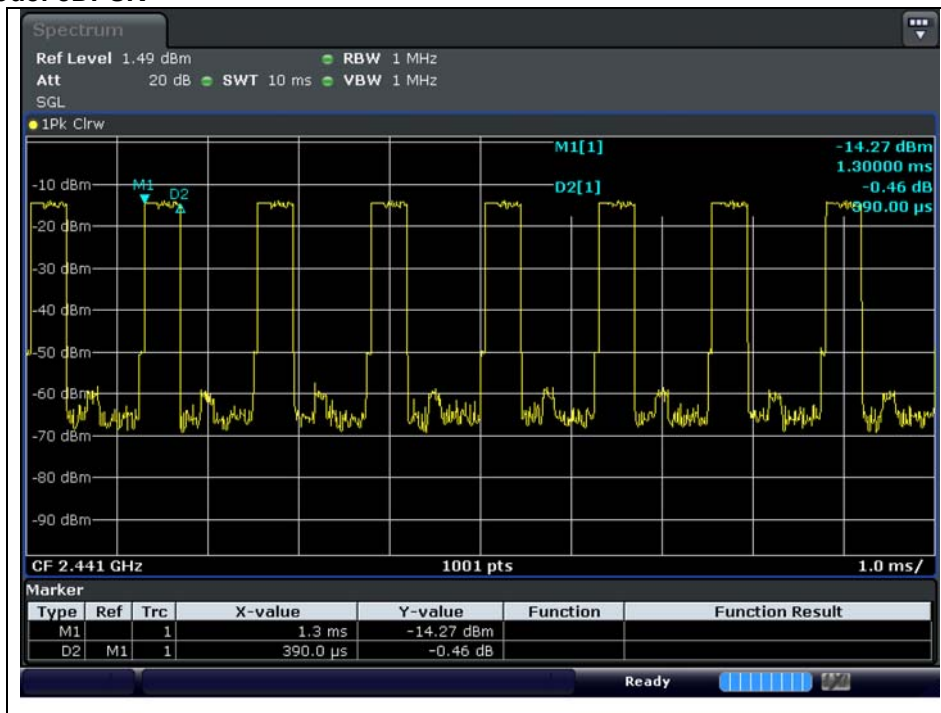 Spectrum
Ref Level 1.49 dBm RBW 1 MHz
Att 20 dB SWT 10 ms VBW 1 MHz
SGL
1Pk Clrw
M1[1] -14.27 dBm
1.30000 ms
D2[1] -0.46 dB
390.00 µs
M1
D2
-10 dBm
-20 dBm
-30 dBm
-40 dBm
-50 dBm
-60 dBm
-70 dBm
-80 dBm
-90 dBm
CF 2.441 GHz 1001 pts 1.0 ms/
Marker
Type Ref Trc X-value Y-value Function Function Result
M1 1 1.3 ms -14.27 dBm
D2 M1 1 390.0 µs -0.46 dB
Ready